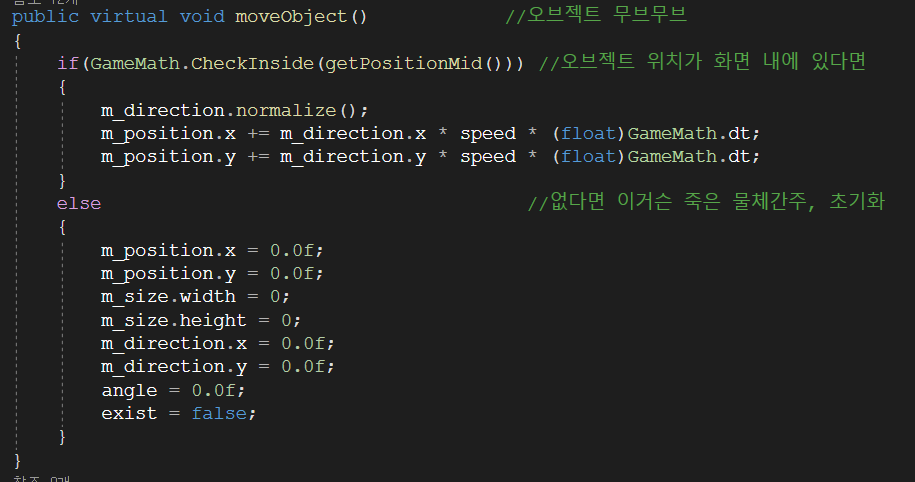 public virtual void moveObject() //오브젝트 무브무브
{
if(GameMath.CheckInside(getPositionMid())) //오브젝트 위치가 화면 내에 있다면
{
m_direction.normalize();
m_position.x += m_direction.x * speed * (float)GameMath.dt;
m_position.y += m_direction.y * speed * (float)GameMath.dt;
}
else //없다면 이거슨 죽은 물체간주, 초기화
{
m_position.x = 0.0f;
m_position.y = 0.0f;
m_size.width = 0;
m_size.height = 0;
m_direction.x = 0.0f;
m_direction.y = 0.0f;
angle = 0.0f;
exist = false;
}
}